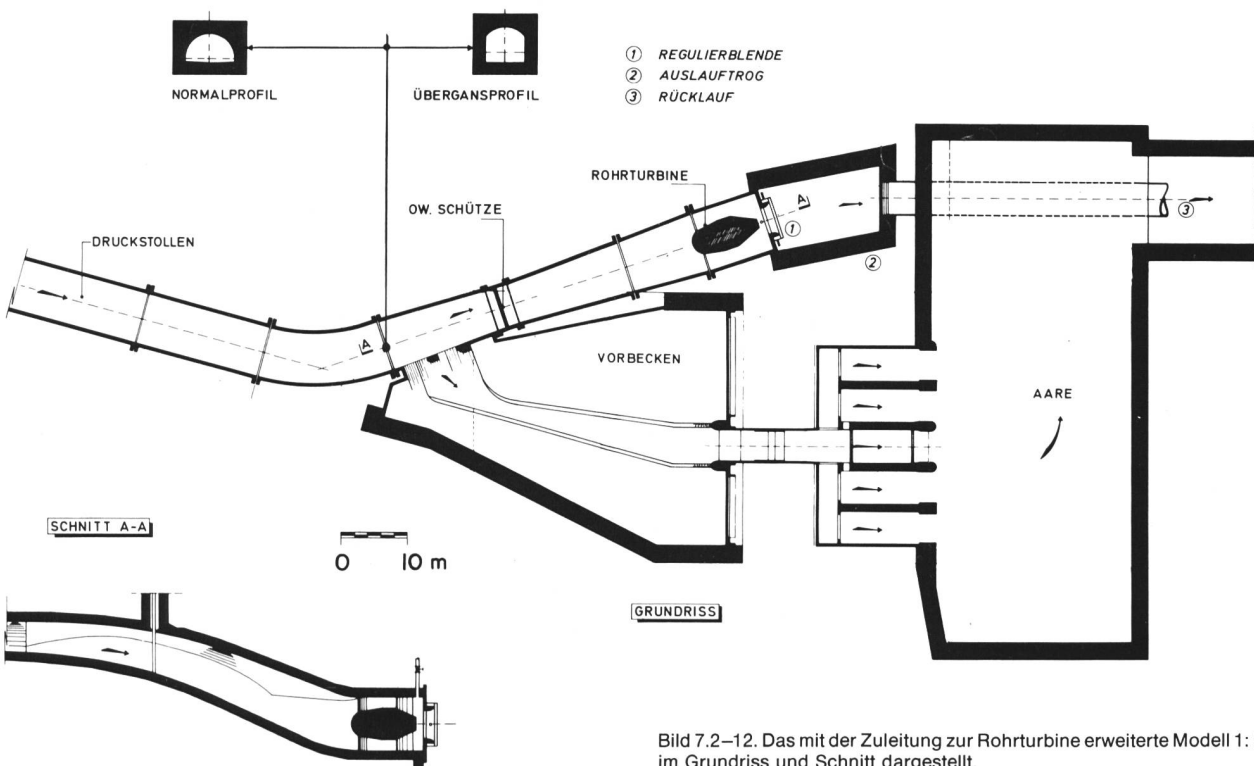 NORMALPROFIL
ÜBERGANSPROFIL
① REGULIERBLENDE
② AUSLAUFTROG
③ RÜCKLAUF
ROHRTURBINE
OW. SCHÜTZE
DRUCKSTOLLEN
A
①
②
③
A
VORBECKEN
AARE
SCHNITT A-A
0 10 m
GRUNDRISS
Bild 7.2–12. Das mit der Zuleitung zur Rohrturbine erweiterte Modell 1:
im Grundriss und Schnitt dargestellt